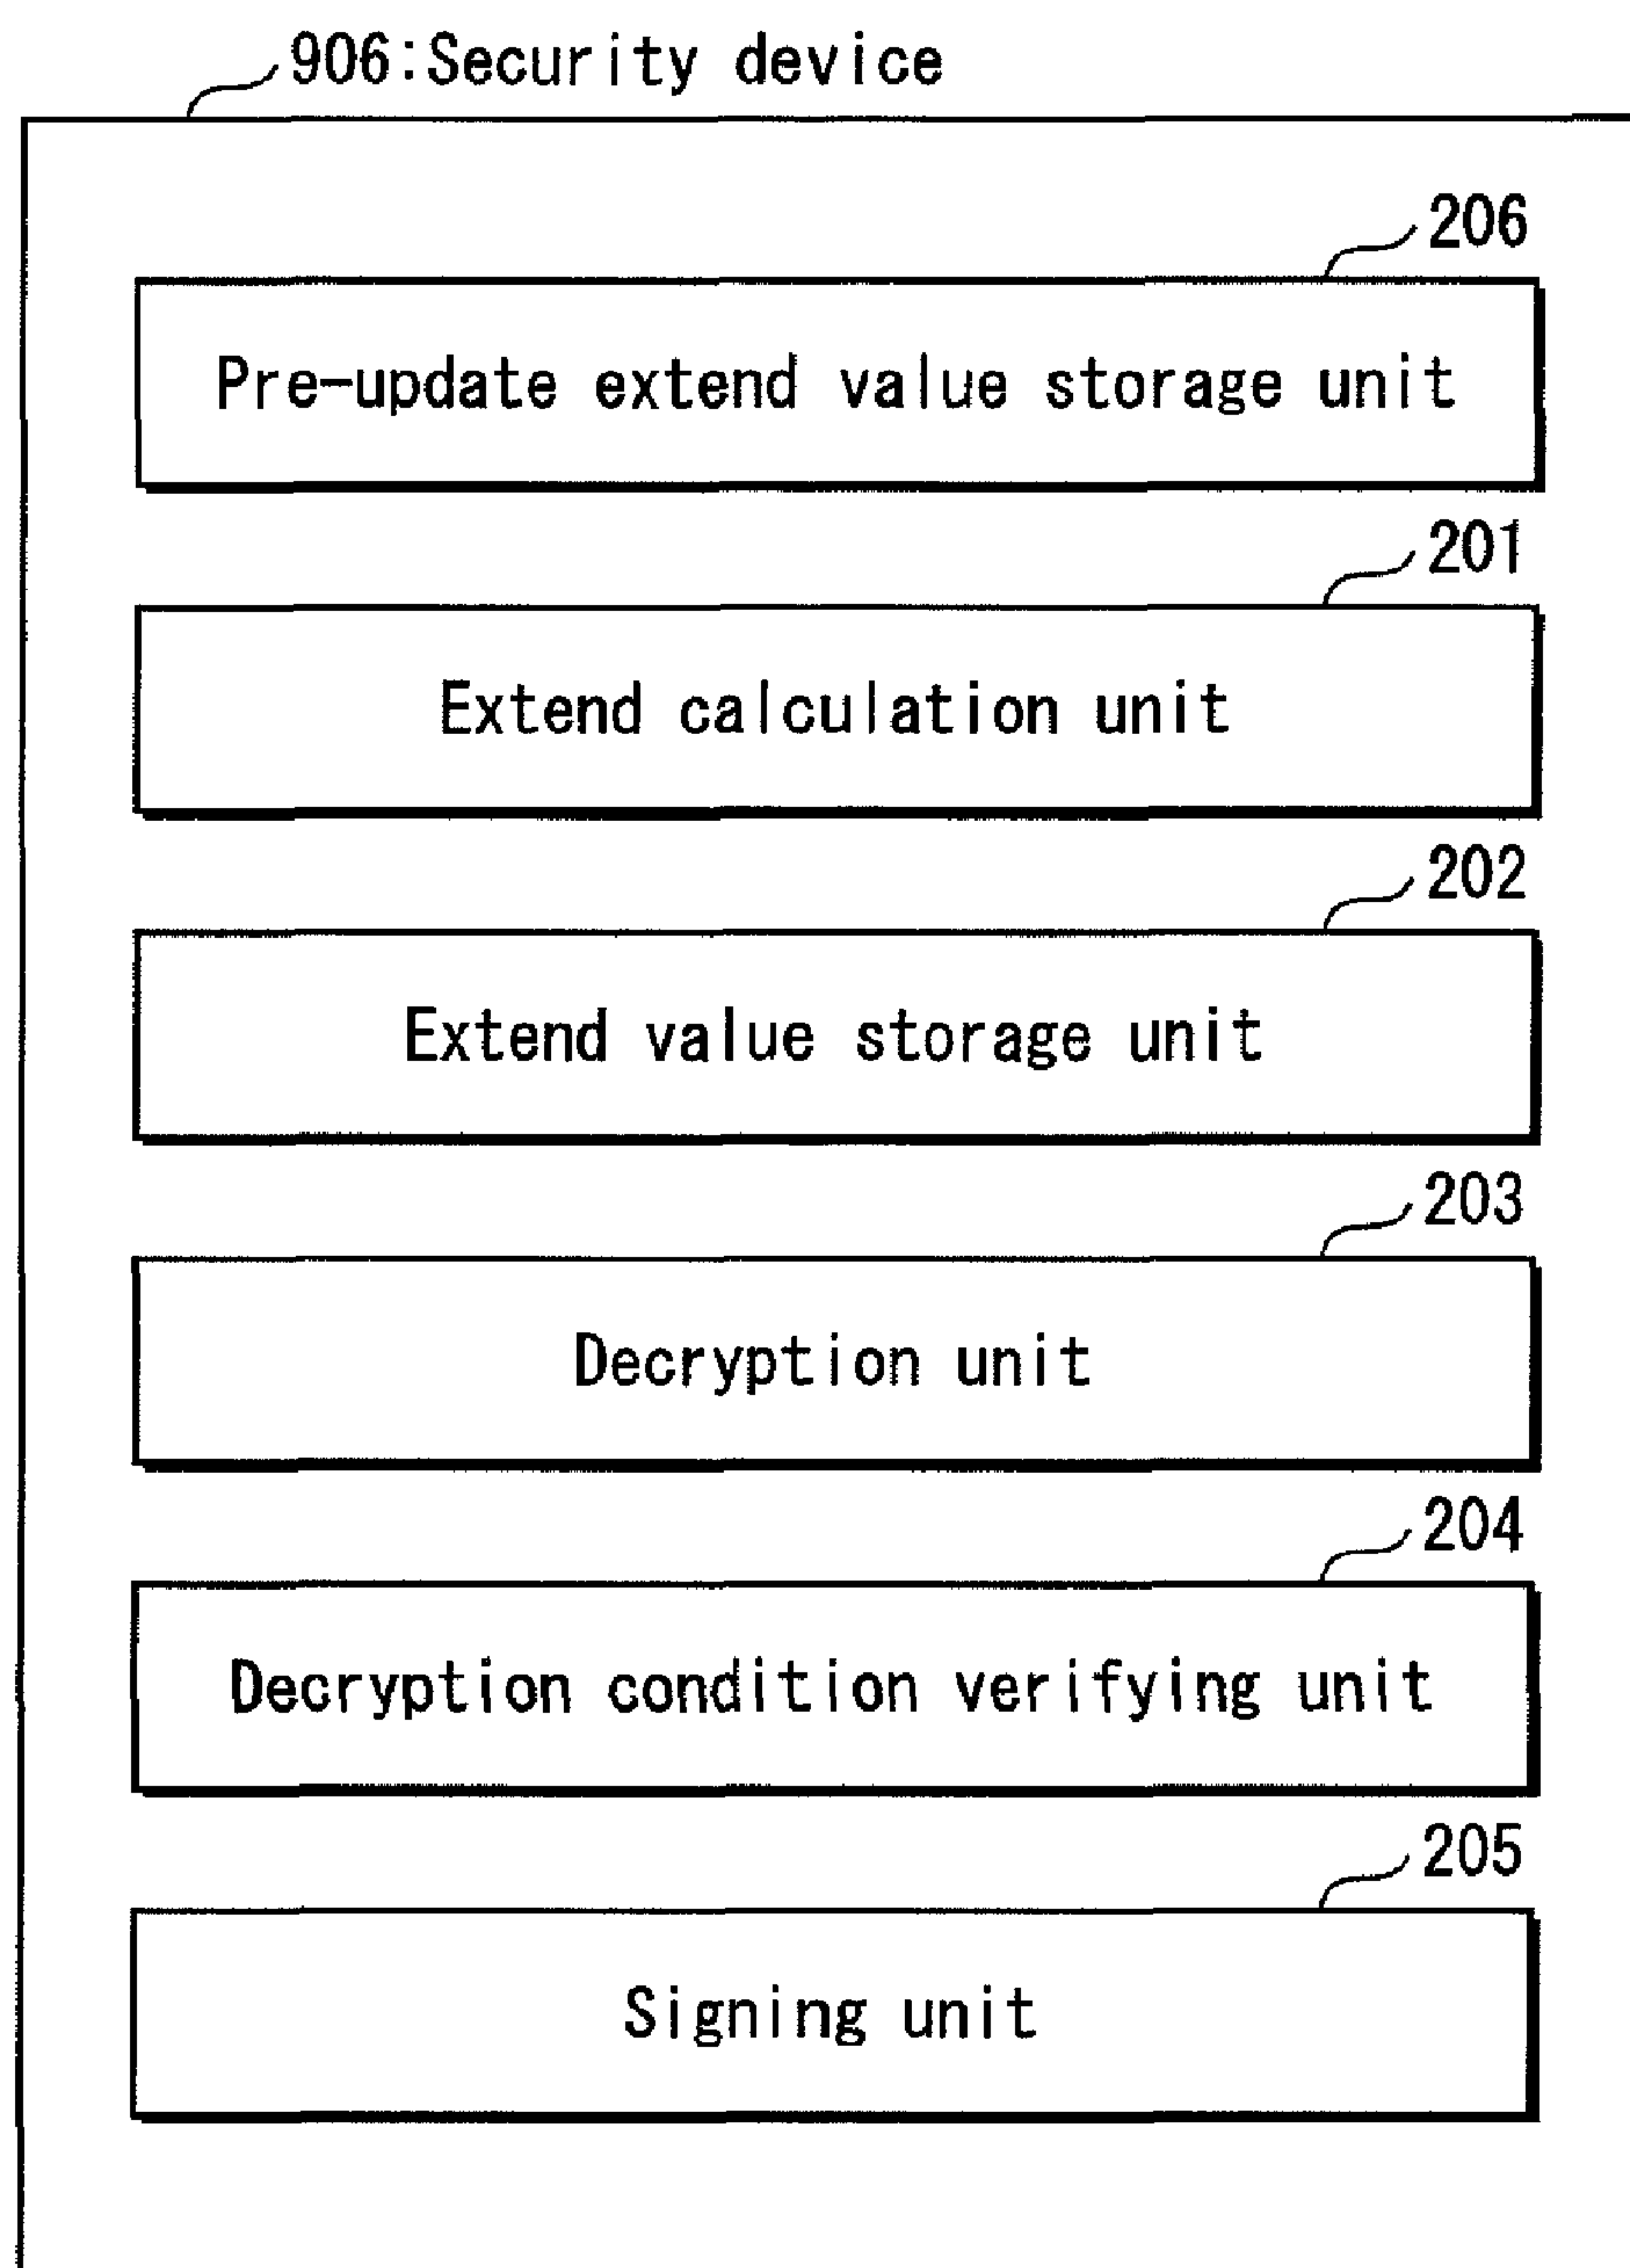 906:Security device
206
Pre-update extend value storage unit
201
Extend calculation unit
202
Extend value storage unit
203
Decryption unit
204
Decryption condition verifying unit
205
Signing unit